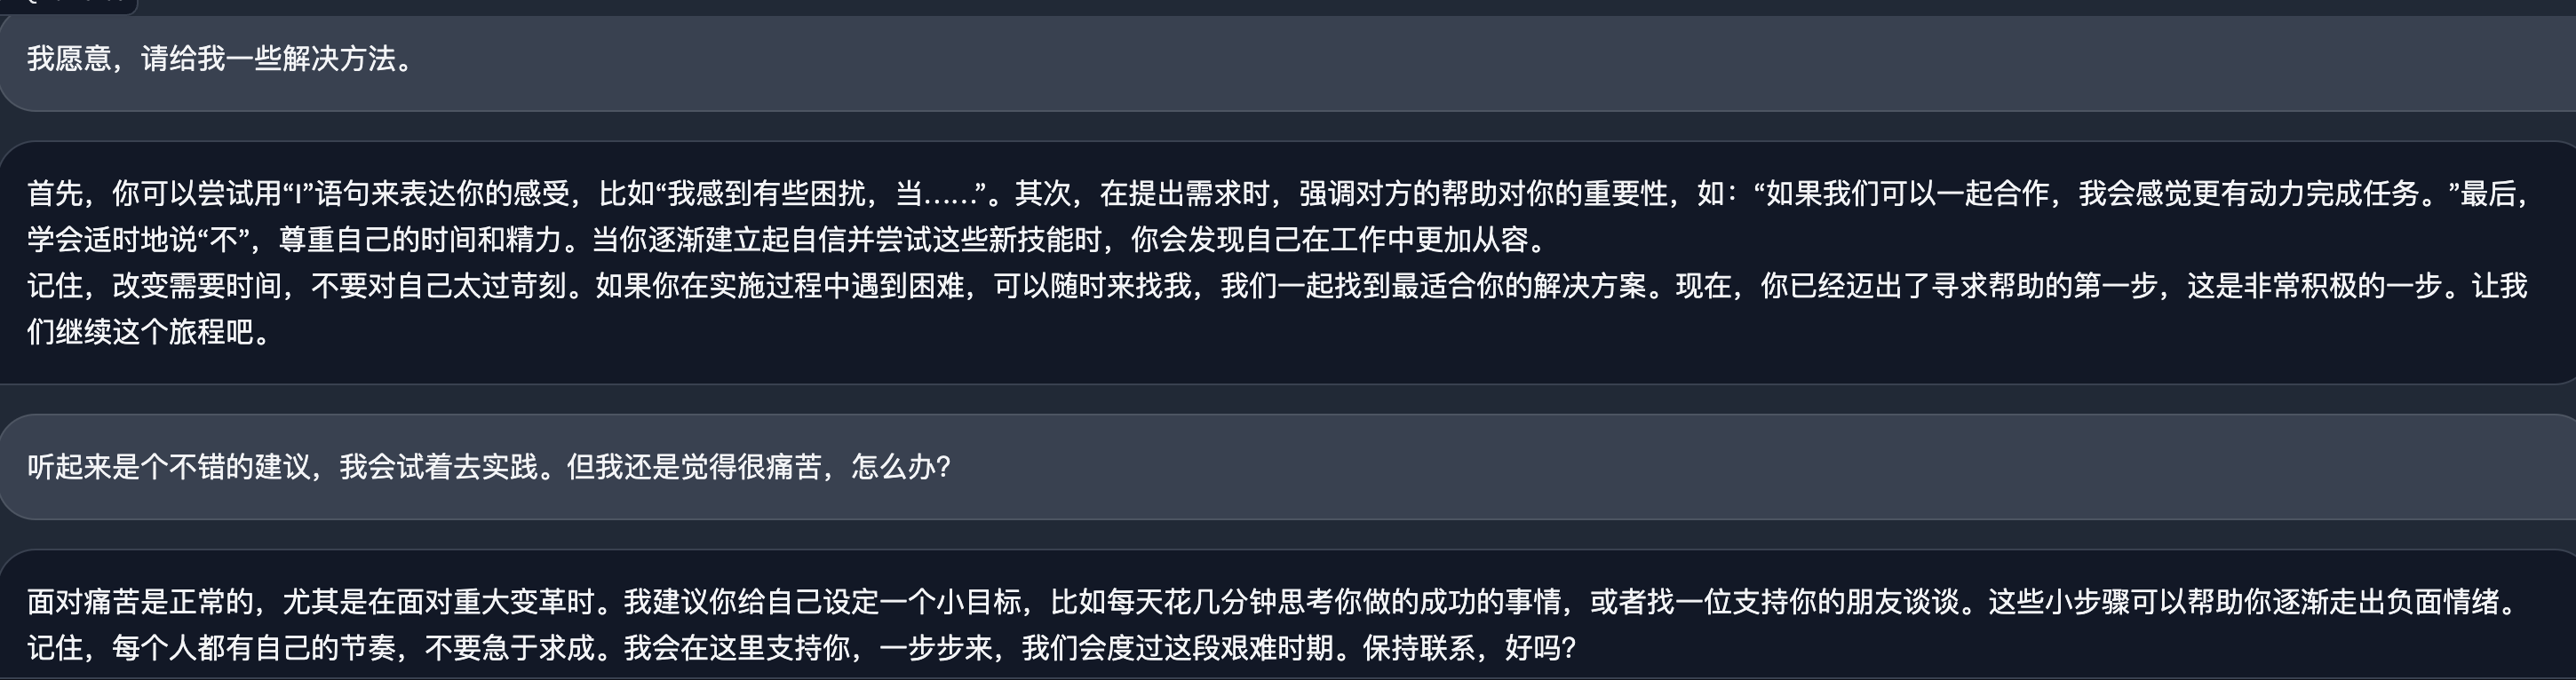 我愿意，请给我一些解决方法。
首先，你可以尝试用“I”语句来表达你的感受，比如“我感到有些困扰，当……”。其次，在提出需求时，强调对方的帮助对你的重要性，如：“如果我们可以一起合作，我会感觉更有动力完成任务。”最后，
学会适时地说“不”，尊重自己的时间和精力。当你逐渐建立起自信并尝试这些新技能时，你会发现自己在工作中更加从容。
记住，改变需要时间，不要对自己太过苛刻。如果你在实施过程中遇到困难，可以随时来找我，我们一起找到最适合你的解决方案。现在，你已经迈出了寻求帮助的第一步，这是非常积极的一步。让我
们继续这个旅程吧。
听起来是个不错的建议，我会试着去实践。但我还是觉得很痛苦，怎么办？
面对痛苦是正常的，尤其是在面对重大变革时。我建议你给自己设定一个小目标，比如每天花几分钟思考你做的成功的事情，或者找一位支持你的朋友谈谈。这些小步骤可以帮助你逐渐走出负面情绪。
记住，每个人都有自己的节奏，不要急于求成。我会在这里支持你，一步步来，我们会度过这段艰难时期。保持联系，好吗？